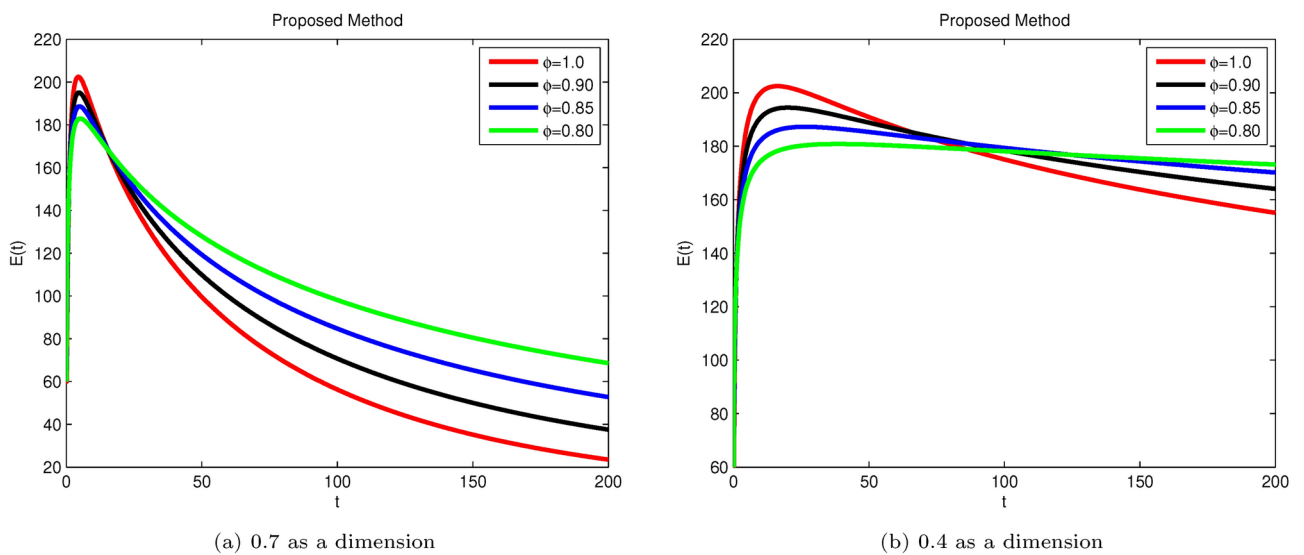 Proposed Method
220
200
180
160
140
120
100
80
60
40
20
E(t)
0
50
100
150
200
t
ϕ=1.0
ϕ=0.90
ϕ=0.85
ϕ=0.80
(a) 0.7 as a dimension
Proposed Method
220
200
180
160
140
120
100
80
60
E(t)
0
50
100
150
200
t
ϕ=1.0
ϕ=0.90
ϕ=0.85
ϕ=0.80
(b) 0.4 as a dimension